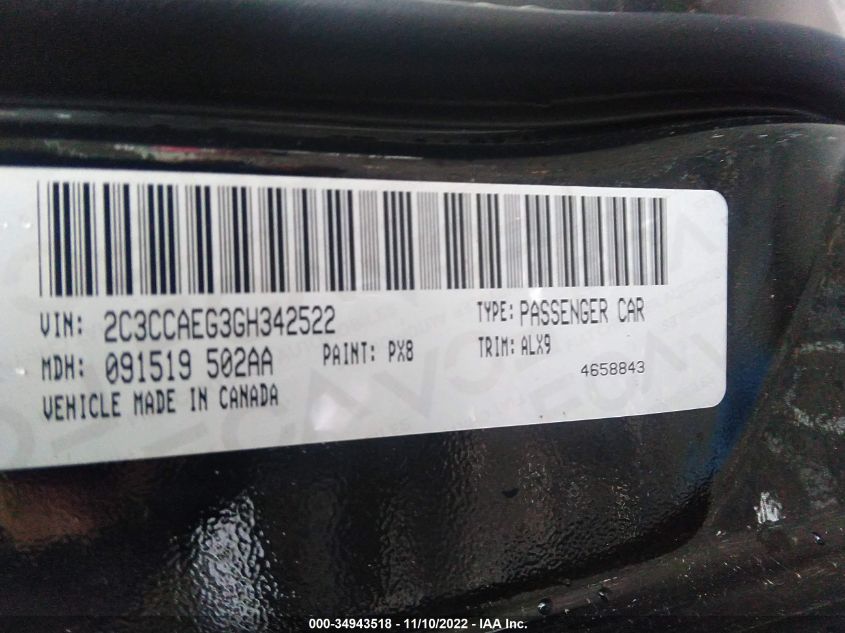 VIN: 2C3CCAEG3GH342522 TYPE: PASSENGER CAR
MDH: 091519 502AA PAINT: PX8 TRIM: ALX9
4658843
VEHICLE MADE IN CANADA
000-34943518 - 11/10/2022 - IAA Inc.